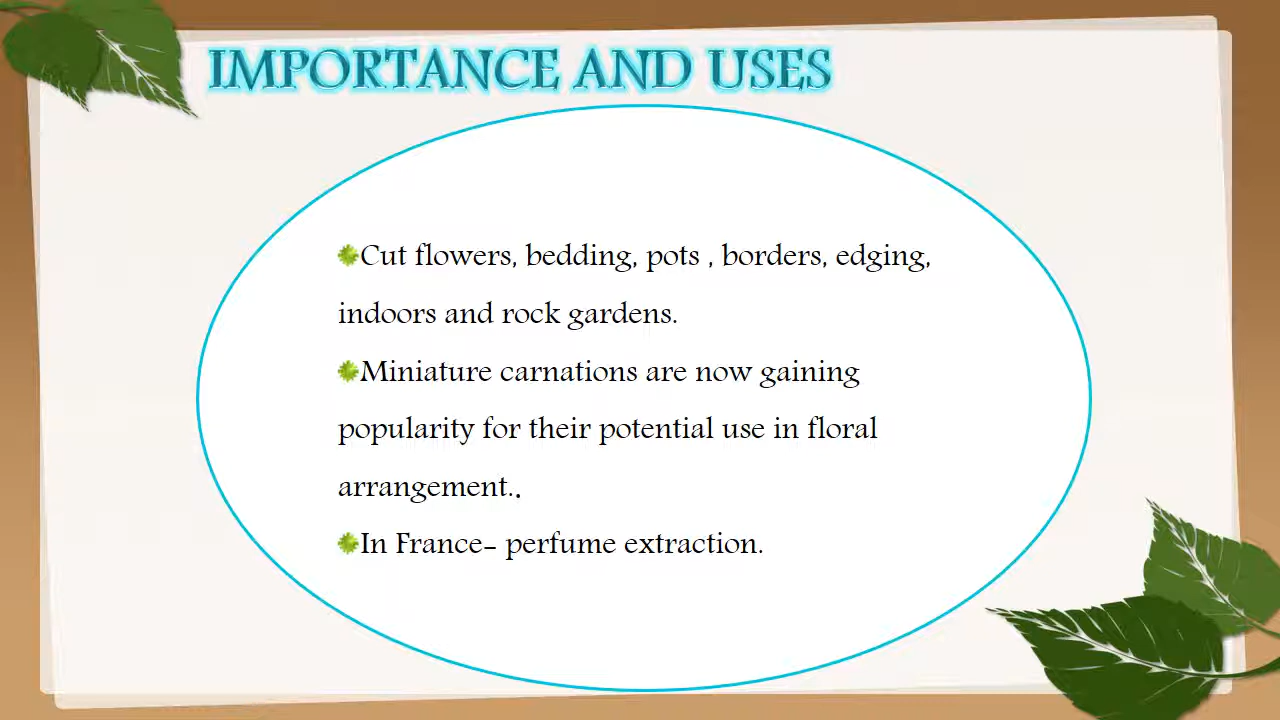 IMPORTANCE AND USES
Cut flowers, bedding, pots , borders, edging,
indoors and rock gardens.
Miniature carnations are now gaining
popularity for their potential use in floral
arrangement..
In France- perfume extraction.